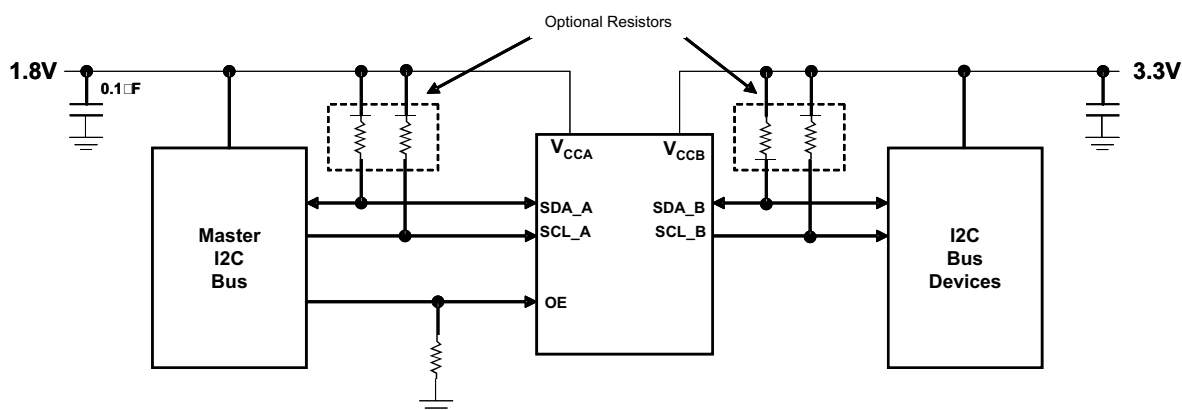 Optional Resistors
1.8V
0.1□F
3.3V
VCCA
VCCB
SDA_A
SDA_B
SCL_A
SCL_B
OE
Master
I2C
Bus
I2C
Bus
Devices